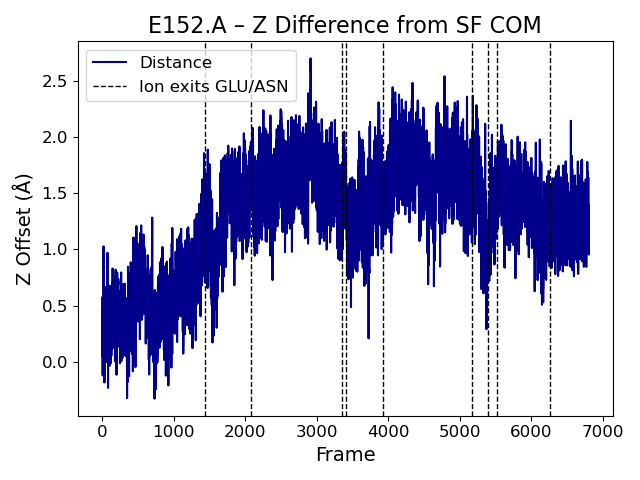 E152.A – Z Difference from SF COM
Distance
Ion exits GLU/ASN
Z Offset (Å)
2.5
2.0
1.5
1.0
0.5
0.0
0 1000 2000 3000 4000 5000 6000 7000
Frame